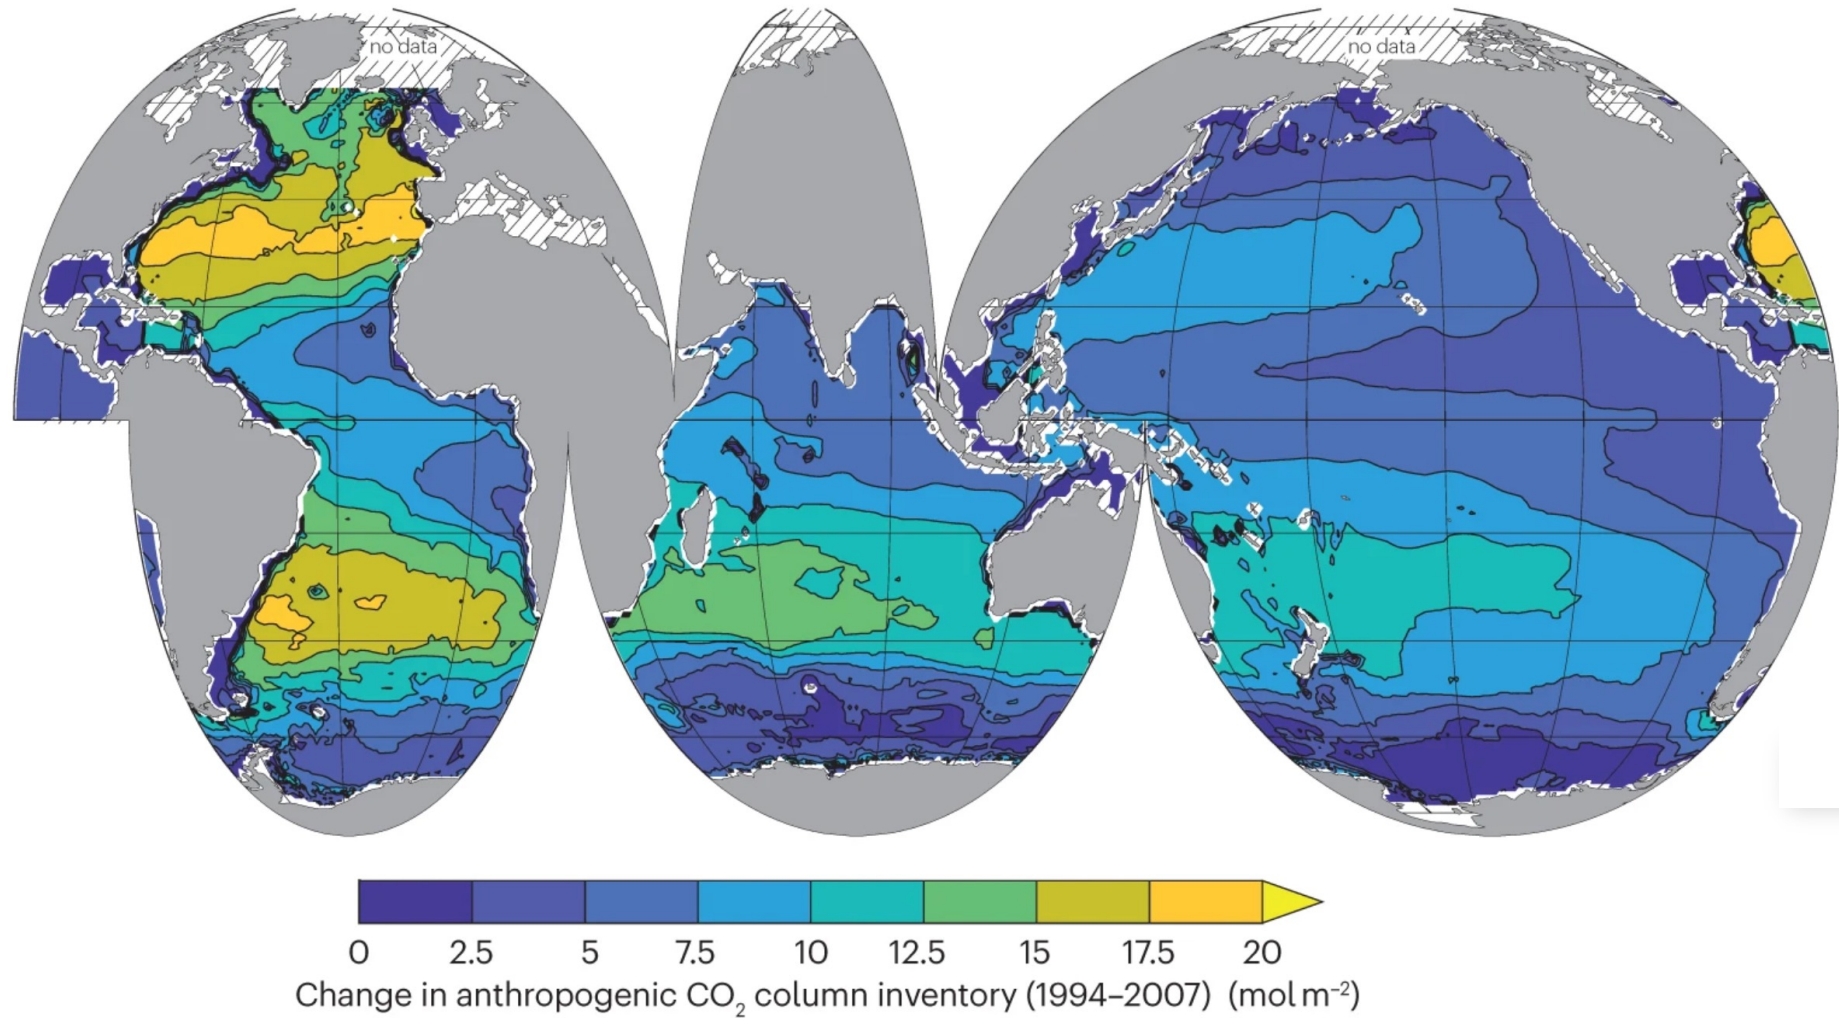 no data
no data
0 2.5 5 7.5 10 12.5 15 17.5 20
Change in anthropogenic CO₂ column inventory (1994–2007) (mol m⁻²)